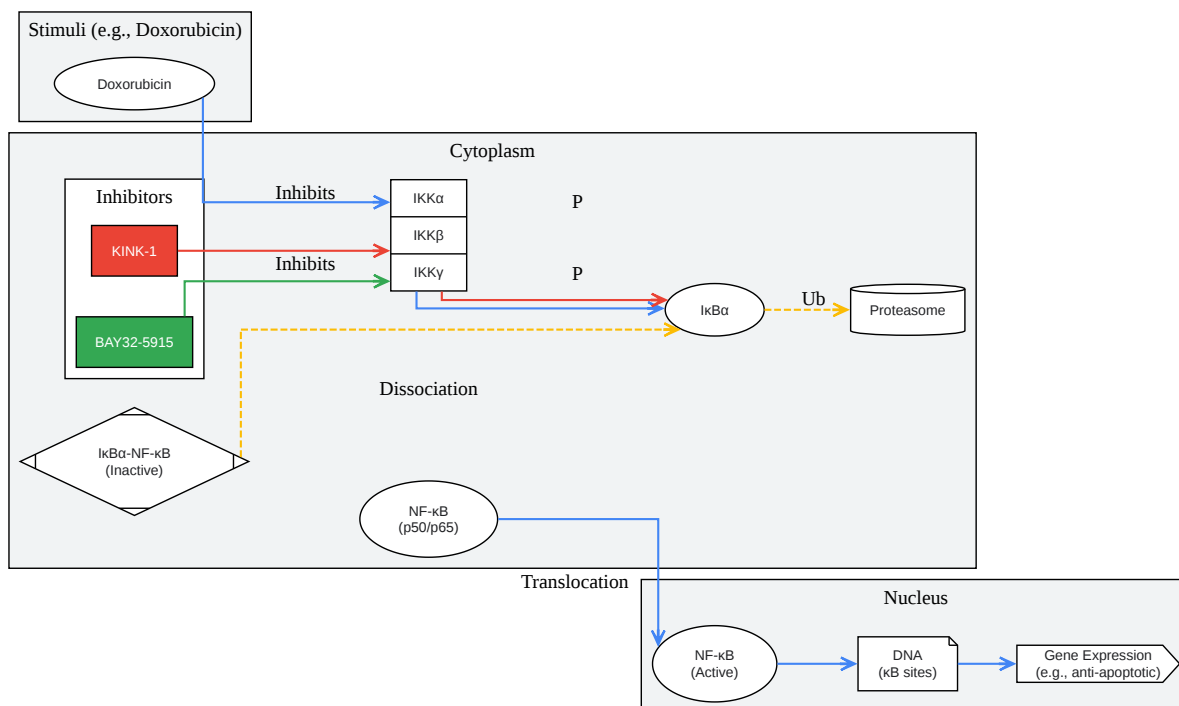 Stimuli (e.g., Doxorubicin)
Doxorubicin
Cytoplasm
Inhibitors
KINK-1
BAY32-5915
Inhibits
Inhibits
IKKα
IKKβ
IKKγ
P
P
IκBα
Ub
Proteasome
Dissociation
IκBα-NF-κB
(Inactive)
NF-κB
(p50/p65)
Translocation
Nucleus
NF-κB
(Active)
DNA
(κB sites)
Gene Expression
(e.g., anti-apoptotic)